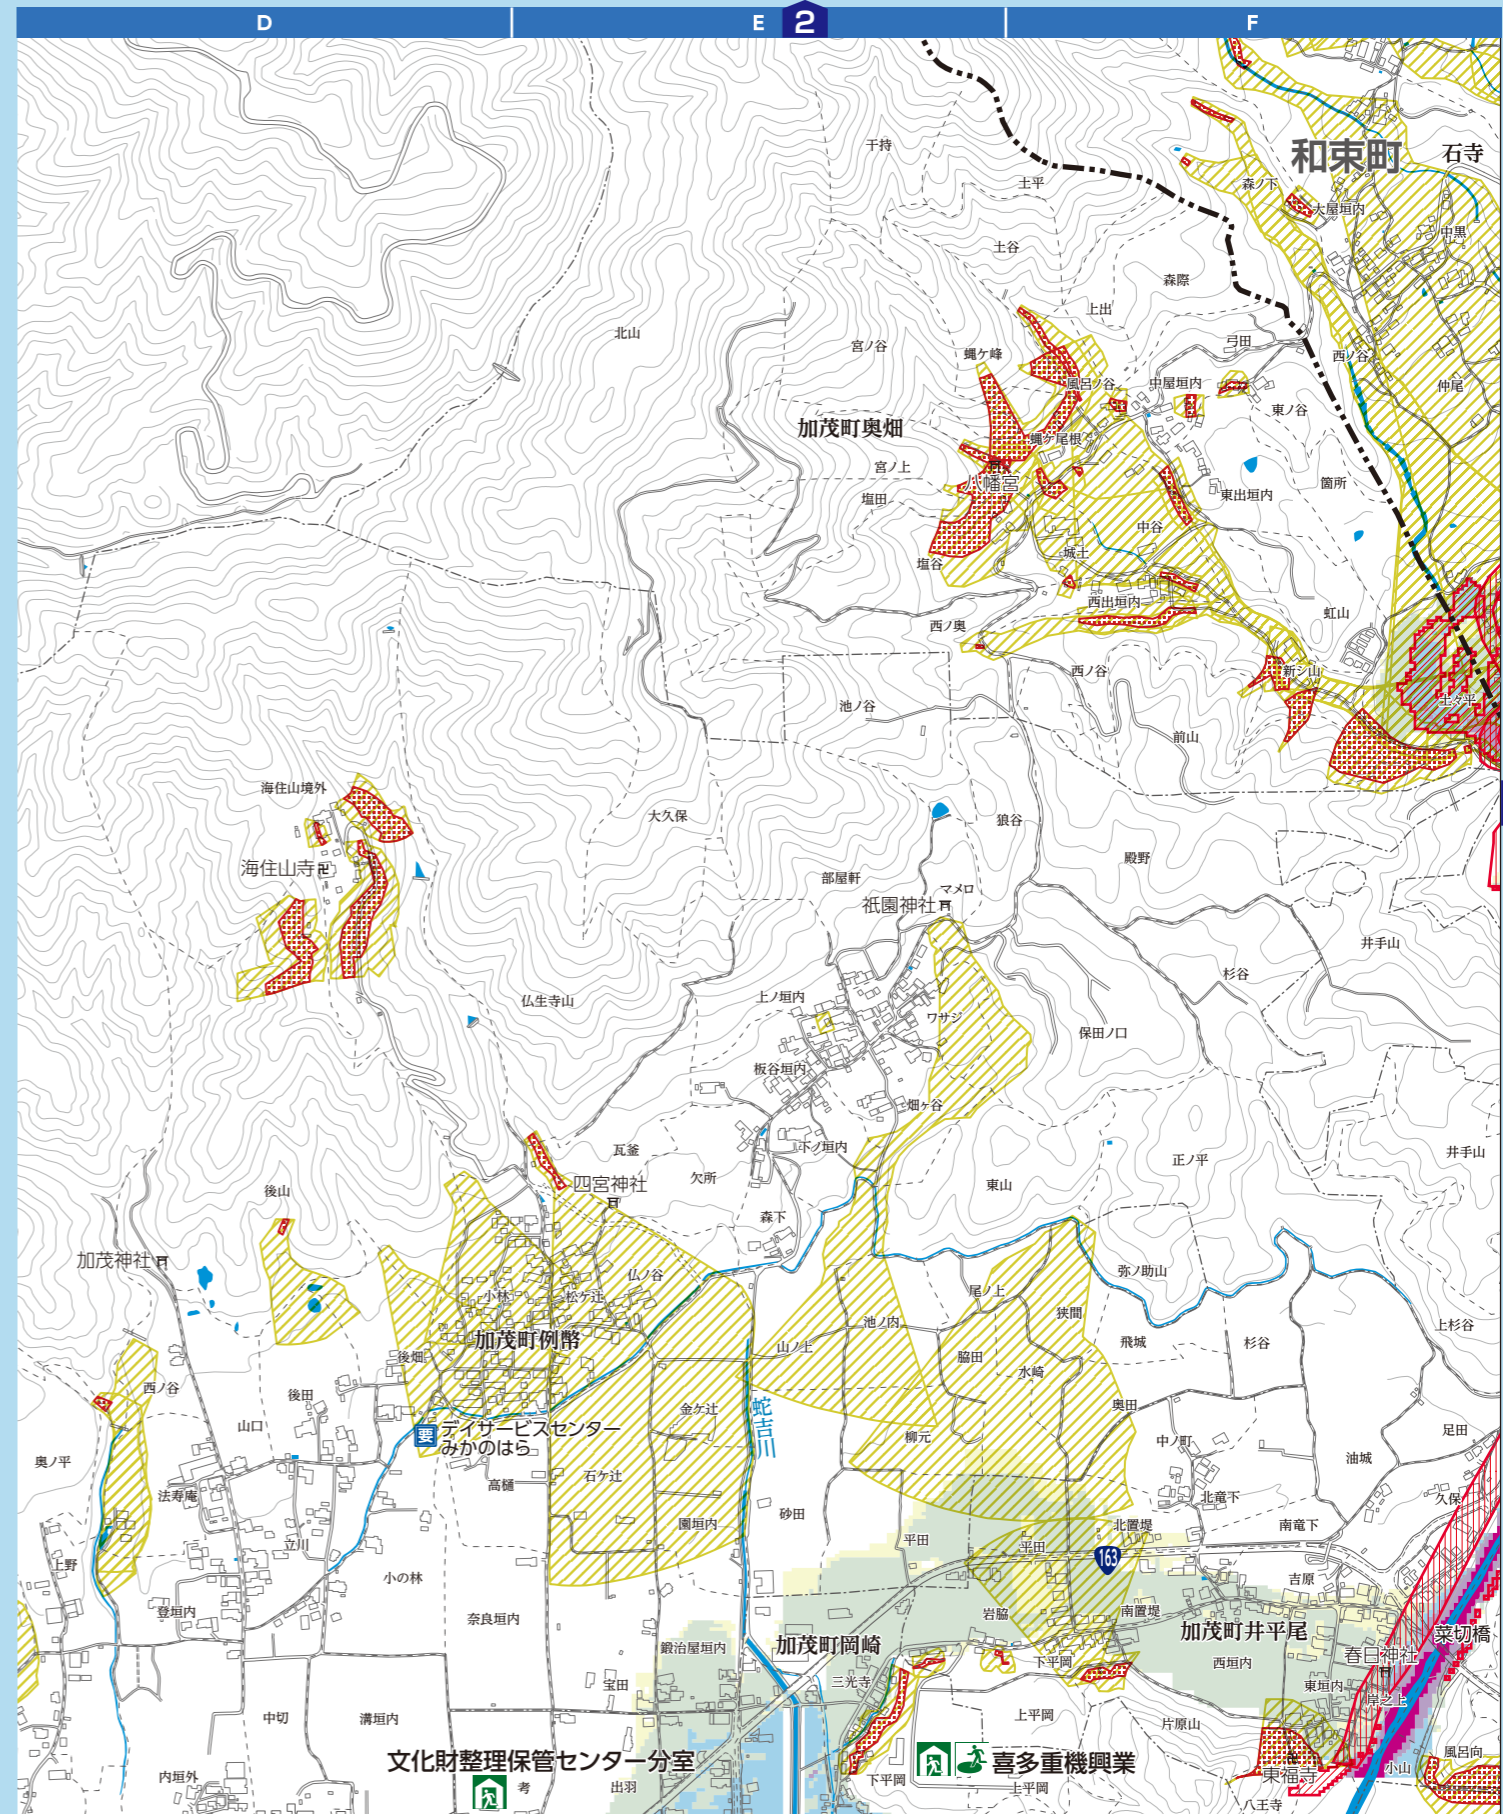 D
E
2
F
干持
和束町
石寺
土平
森ノ下
大屋垣内
中黒
土谷
森際
上出
北山
宮ノ谷
蝿ケ峰
弓田
西ノ谷
風呂ノ谷
中屋垣内
仲尾
東ノ谷
加茂町奥畑
蝿ケ尾根
宮ノ上
八幡宮
箇所
塩田
東出垣内
中谷
城土
塩谷
西出垣内
虹山
西ノ奥
西ノ谷
新シ山
土々平
池ノ谷
前山
海住山境外
大久保
狼谷
殿野
海住山寺
部屋軒
マメロ
祇園神社
井手山
杉谷
上ノ垣内
仏生寺山
ワサジ
保田ノ口
板谷垣内
畑ヶ谷
瓦釜
下ノ垣内
正ノ平
井手山
四宮神社
欠所
後山
東山
森下
加茂神社
仏ノ谷
弥ノ助山
小林
松ケ辻
尾ノ上
狭間
池ノ内
上杉谷
加茂町例幣
山ノ上
飛城
杉谷
後畑
脇田
水崎
西ノ谷
後田
金ケ辻
蛇吉川
奥田
山口
要
デイサービスセンター
みかのはら
柳元
中ノ町
足田
奥ノ平
油城
石ケ辻
高樋
法寿庵
北竜下
久保
砂田
園垣内
北置堤
南竜下
立川
平田
平田
163
上野
小の林
吉原
登垣内
岩脇
南置堤
奈良垣内
加茂町井平尾
菜切橋
鍛治屋垣内
加茂町岡崎
春日神社
下平岡
西垣内
宝田
三光寺
東垣内
岸之上
中切
溝垣内
上平岡
片原山
文化財整理保管センター分室
喜多重機興業
風呂向
内垣外
考
出羽
下平岡
上平岡
東福寺
小山
八王寺